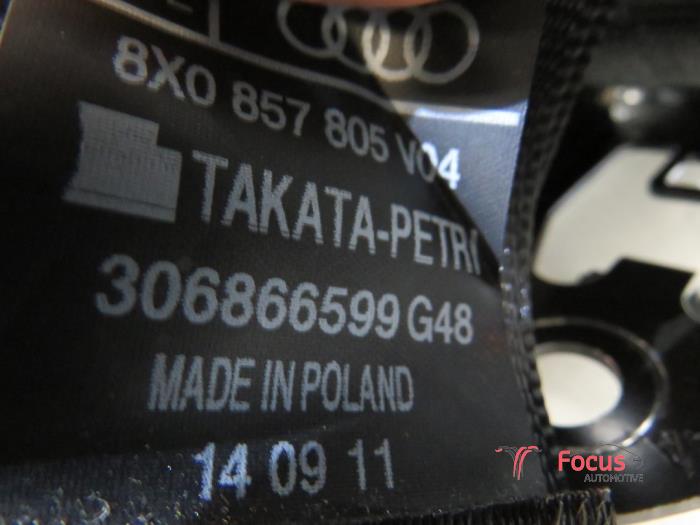 8X0 857 805 V04
TAKATA-PETRI
306866599 G48
MADE IN POLAND
14 09 11
Focus
AUTOMOTIVE